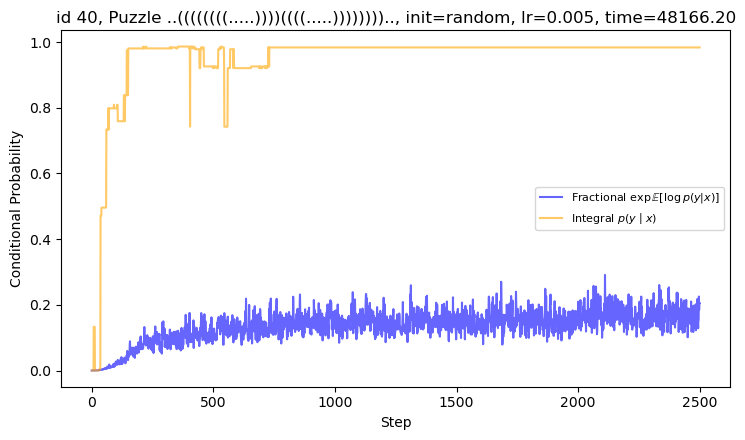 id 40, Puzzle ..((((((((.....))))((((.....)))))))).., init=random, lr=0.005, time=48166.20
1.0
0.8
0.6
0.4
0.2
0.0
Conditional Probability
Fractional exp𝔼[log p(y|x)]
Integral p(y | x)
0
500
1000
1500
2000
2500
Step